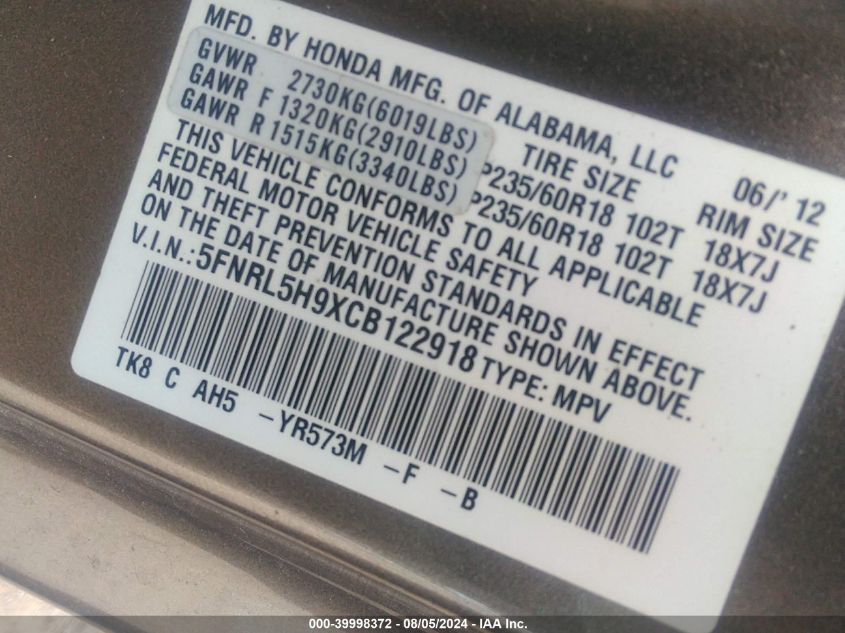 MFD. BY HONDA MFG. OF ALABAMA, LLC 06/' 12
GVWR 2730KG(6019LBS) TIRE SIZE RIM SIZE
GAWR F 1320KG(2910LBS) P235/60R18 102T 18X7J
GAWR R 1515KG(3340LBS) P235/60R18 102T 18X7J
THIS VEHICLE CONFORMS TO ALL APPLICABLE
FEDERAL MOTOR VEHICLE SAFETY
AND THEFT PREVENTION STANDARDS IN EFFECT
ON THE DATE OF MANUFACTURE SHOWN ABOVE.
V.I.N.: 5FNRL5H9XCB122918 TYPE: MPV
TK8 C AH5 -YR573M -F -B
000-39998372 - 08/05/2024 - IAA Inc.